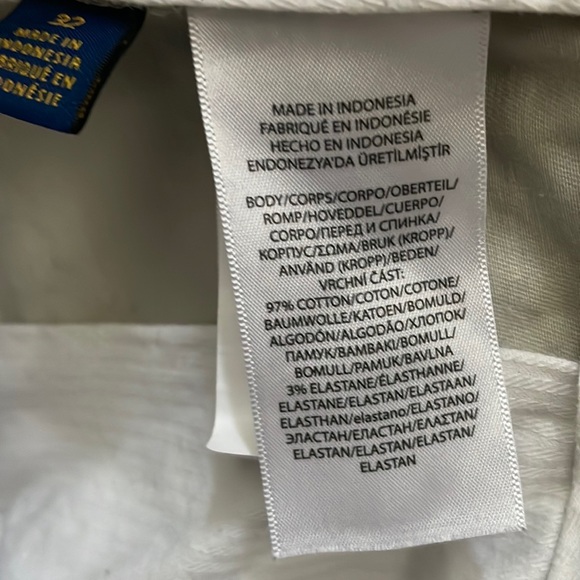 32
MADE IN
INDONESIA
FABRIQUÉ EN
INDONÉSIE
MADE IN INDONESIA
FABRIQUÉ EN INDONÉSIE
HECHO EN INDONESIA
ENDONEZYA'DA ÜRETİLMİŞTİR
BODY/CORPS/CORPO/OBERTEIL/
ROMP/HOVEDDEL/CUERPO/
CORPO/ПЕРЕД И СПИНКА/
КОРПУС/ΣΩΜΑ/BRUK (KROPP)/
ANVÄND (KROPP)/BEDEN/
VRCHNÍ ČÁST:
97% COTTON/COTON/COTONE/
BAUMWOLLE/KATOEN/BOMULD/
ALGODÓN/ALGODÃO/ХЛОПОК/
ПАМУК/ΒΑΜΒΑΚΙ/BOMULL/
BOMULL/PAMUK/BAVLNA
3% ELASTANE/ÉLASTHANNE/
ELASTANE/ELASTAN/ELASTAAN/
ELASTHAN/elastano/ELASTANO/
ЭЛАСТАН/ЕЛАСТАН/ΕΛΑΣΤΑΝ/
ELASTAN/ELASTAN/ELASTAN/
ELASTAN